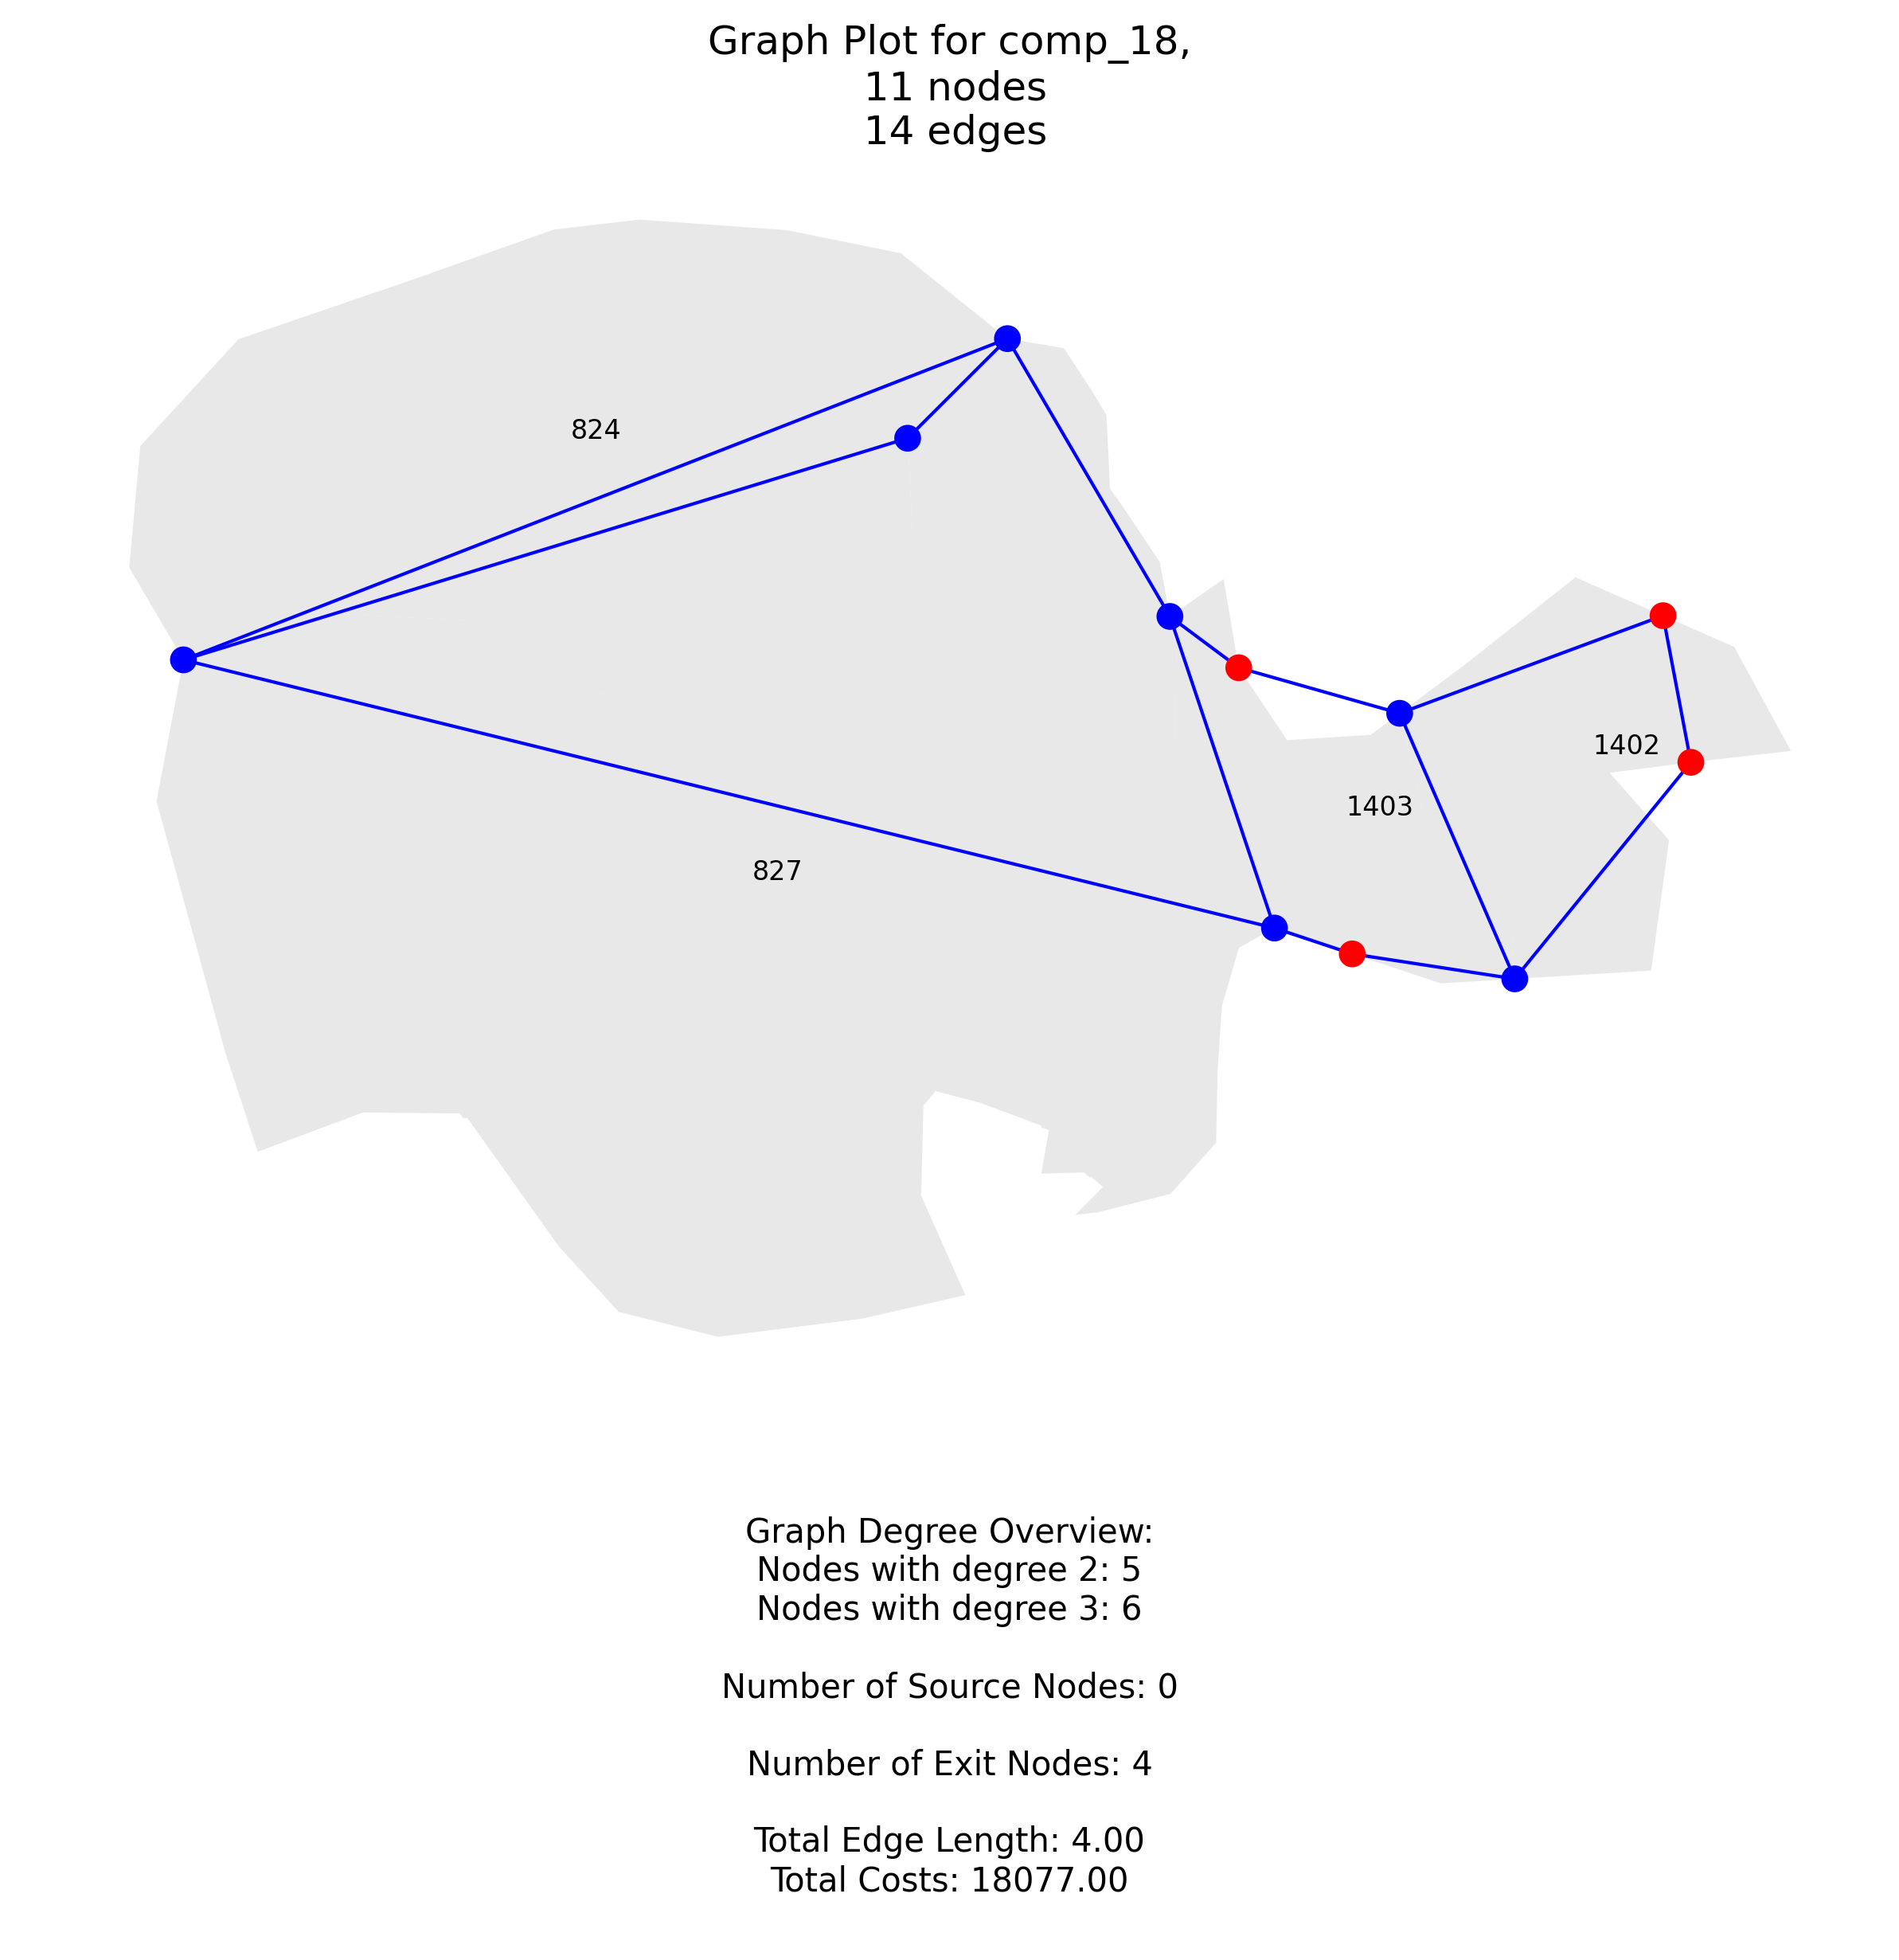 Graph Plot for comp_18,
11 nodes
14 edges
824
1402
1403
827
Graph Degree Overview:
Nodes with degree 2: 5
Nodes with degree 3: 6
Number of Source Nodes: 0
Number of Exit Nodes: 4
Total Edge Length: 4.00
Total Costs: 18077.00